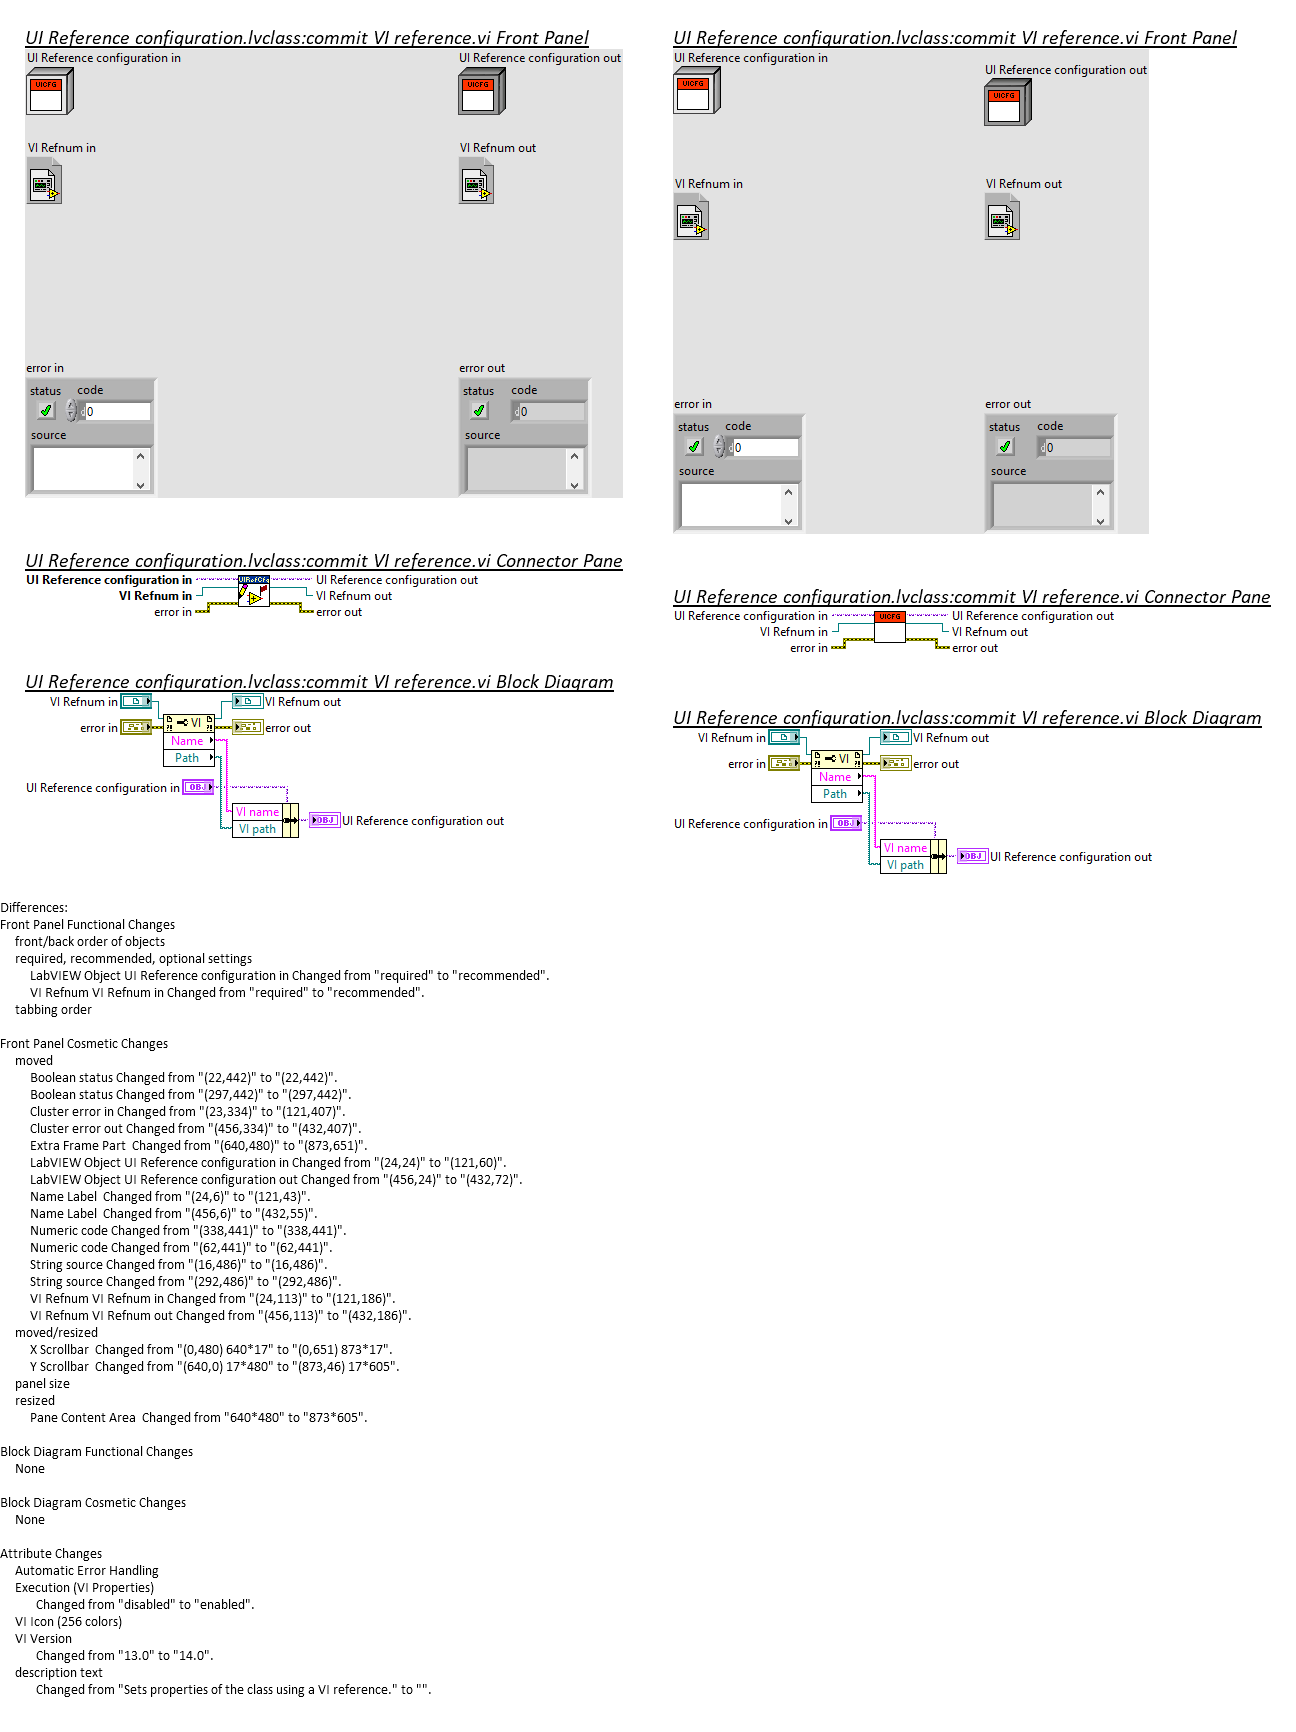 UI Reference configuration.lvclass:commit VI reference.vi Front Panel
UI Reference configuration in
UI Reference configuration out
UICFG
UICFG
VI Refnum in
VI Refnum out
error in
error out
status code
status code
0
0
source
source
UI Reference configuration.lvclass:commit VI reference.vi Connector Pane
UI Reference configuration in
UIRefCfg
UI Reference configuration out
VI Refnum in
VI Refnum out
error in
error out
UI Reference configuration.lvclass:commit VI reference.vi Block Diagram
VI Refnum in
VI Refnum out
error in
VI
error out
Name
Path
UI Reference configuration in
OBJ
VI name
VI path
OBJ
UI Reference configuration out
UI Reference configuration.lvclass:commit VI reference.vi Front Panel
UI Reference configuration in
UI Reference configuration out
UICFG
UICFG
VI Refnum in
VI Refnum out
error in
error out
status code
status code
0
0
source
source
UI Reference configuration.lvclass:commit VI reference.vi Connector Pane
UI Reference configuration in
UICFG
UI Reference configuration out
VI Refnum in
VI Refnum out
error in
error out
UI Reference configuration.lvclass:commit VI reference.vi Block Diagram
VI Refnum in
VI Refnum out
error in
VI
error out
Name
Path
UI Reference configuration in
OBJ
VI name
VI path
OBJ
UI Reference configuration out
Differences:
Front Panel Functional Changes
front/back order of objects
required, recommended, optional settings
LabVIEW Object UI Reference configuration in Changed from "required" to "recommended".
VI Refnum VI Refnum in Changed from "required" to "recommended".
tabbing order
Front Panel Cosmetic Changes
moved
Boolean status Changed from "(22,442)" to "(22,442)".
Boolean status Changed from "(297,442)" to "(297,442)".
Cluster error in Changed from "(23,334)" to "(121,407)".
Cluster error out Changed from "(456,334)" to "(432,407)".
Extra Frame Part  Changed from "(640,480)" to "(873,651)".
LabVIEW Object UI Reference configuration in Changed from "(24,24)" to "(121,60)".
LabVIEW Object UI Reference configuration out Changed from "(456,24)" to "(432,72)".
Name Label  Changed from "(24,6)" to "(121,43)".
Name Label  Changed from "(456,6)" to "(432,55)".
Numeric code Changed from "(338,441)" to "(338,441)".
Numeric code Changed from "(62,441)" to "(62,441)".
String source Changed from "(16,486)" to "(16,486)".
String source Changed from "(292,486)" to "(292,486)".
VI Refnum VI Refnum in Changed from "(24,113)" to "(121,186)".
VI Refnum VI Refnum out Changed from "(456,113)" to "(432,186)".
moved/resized
X Scrollbar  Changed from "(0,480) 640*17" to "(0,651) 873*17".
Y Scrollbar  Changed from "(640,0) 17*480" to "(873,46) 17*605".
panel size
resized
Pane Content Area  Changed from "640*480" to "873*605".
Block Diagram Functional Changes
None
Block Diagram Cosmetic Changes
None
Attribute Changes
Automatic Error Handling
Execution (VI Properties)
Changed from "disabled" to "enabled".
VI Icon (256 colors)
VI Version
Changed from "13.0" to "14.0".
description text
Changed from "Sets properties of the class using a VI reference." to "".